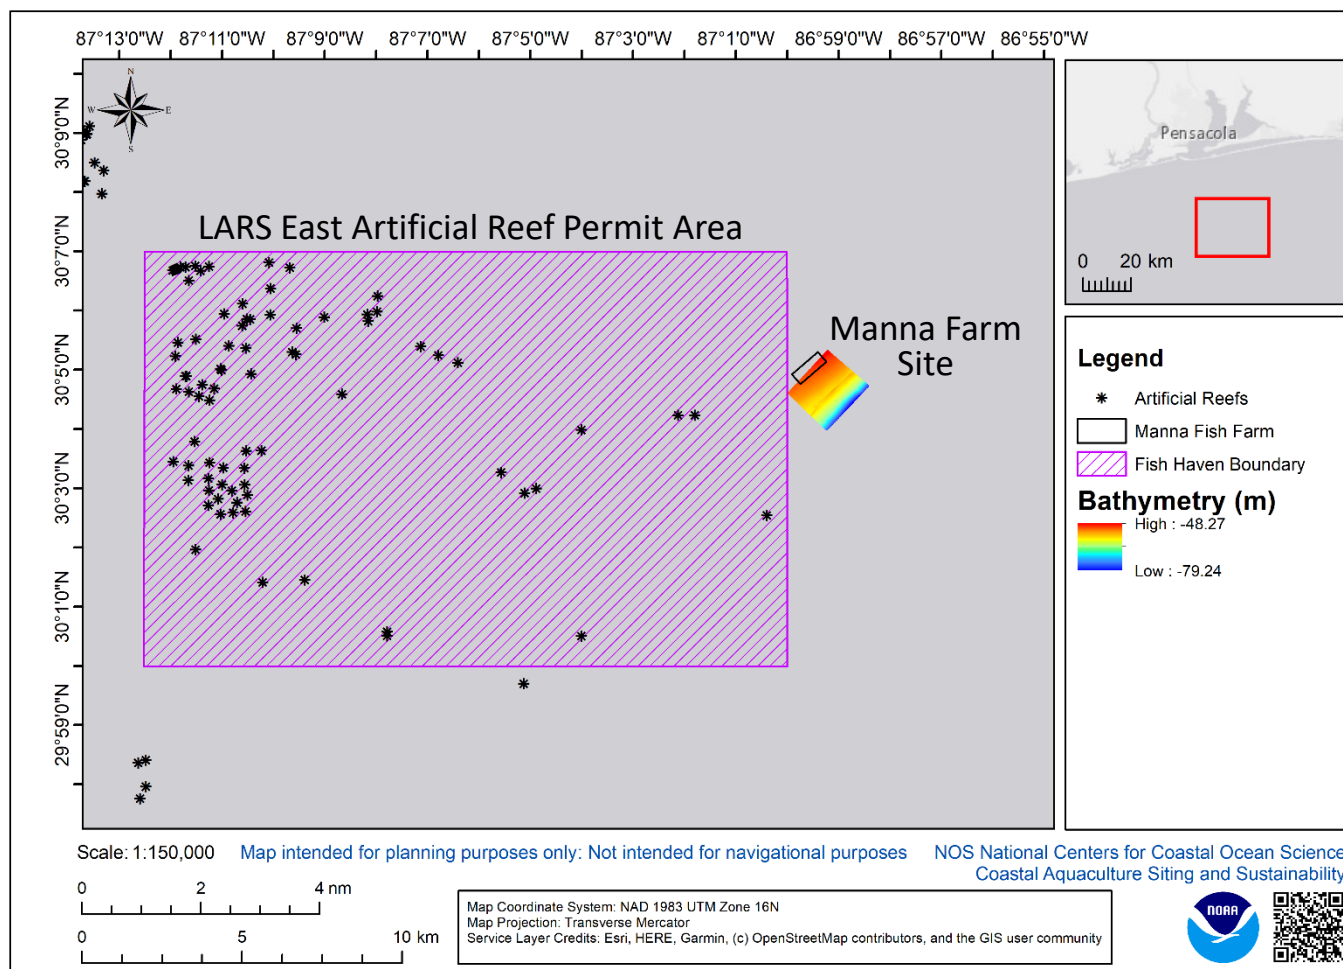 87°13'0"W 87°11'0"W 87°9'0"W 87°7'0"W 87°5'0"W 87°3'0"W 87°1'0"W 86°59'0"W 86°57'0"W 86°55'0"W
N
W E
S
30°9'0"N
30°7'0"N
30°5'0"N
30°3'0"N
30°1'0"N
29°59'0"N
LARS East Artificial Reef Permit Area
Manna Farm
Site
Pensacola
0 20 km
Legend
Artificial Reefs
Manna Fish Farm
Fish Haven Boundary
Bathymetry (m)
High : -48.27
Low : -79.24
Scale: 1:150,000 Map intended for planning purposes only: Not intended for navigational purposes NOS National Centers for Coastal Ocean Science
Coastal Aquaculture Siting and Sustainability
0 2 4 nm
0 5 10 km
Map Coordinate System: NAD 1983 UTM Zone 16N
Map Projection: Transverse Mercator
Service Layer Credits: Esri, HERE, Garmin, (c) OpenStreetMap contributors, and the GIS user community
NOAA